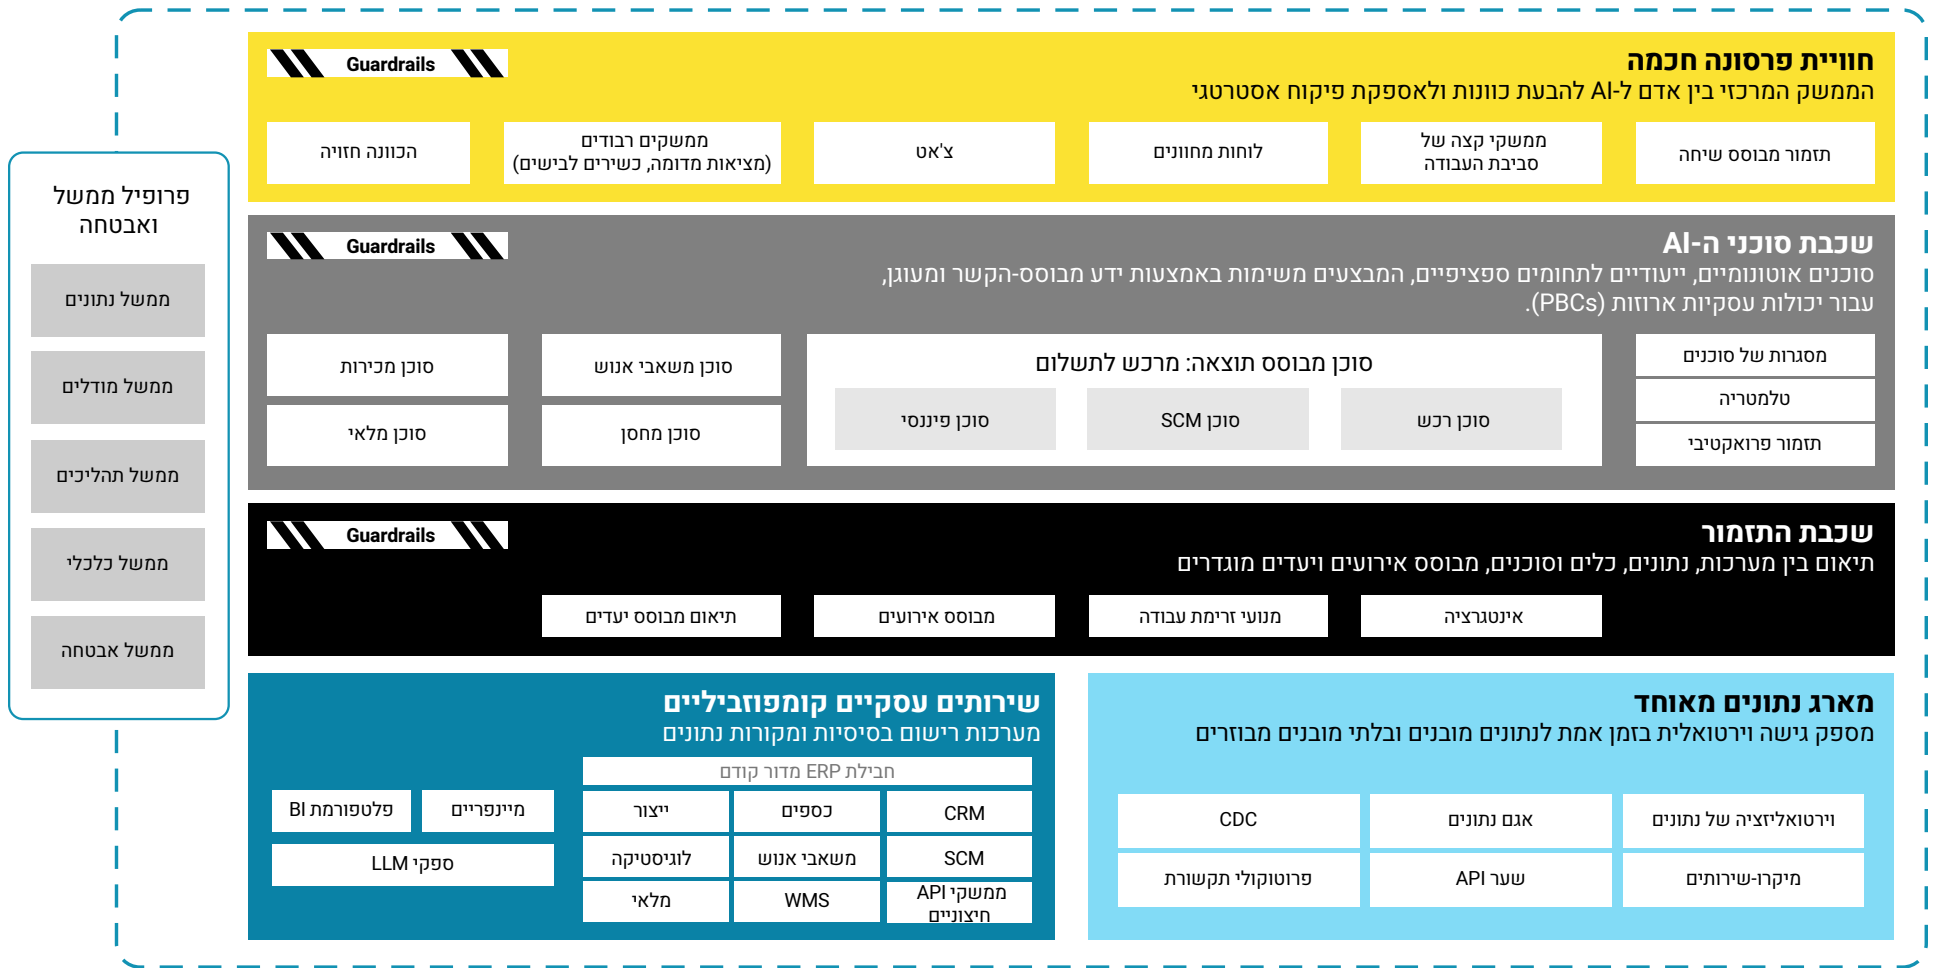 חוויית פרסונה חכמה
Guardrails
הממשק המרכזי בין אדם ל-AI להבעת כוונות ולאספקת פיקוח אסטרטגי
תזמור מבוסס שיחה
ממשקי קצה של
סביבת העבודה
לוחות מחוונים
צ'אט
ממשקים רבודים
(מציאות מדומה, כשירים לבישים)
הכוונה חזויה
פרופיל ממשל
ואבטחה
ממשל נתונים
ממשל מודלים
ממשל תהליכים
ממשל כלכלי
ממשל אבטחה
שכבת סוכני ה-AI
Guardrails
סוכנים אוטונומיים, ייעודיים לתחומים ספציפיים, המבצעים משימות באמצעות ידע מבוסס-הקשר ומעוגן,
עבור יכולות עסקיות ארוזות (PBCs).
מסגרות של סוכנים
טלמטריה
תזמור פרואקטיבי
סוכן מבוסס תוצאה: מרכש לתשלום
סוכן רכש
סוכן SCM
סוכן פיננסי
סוכן משאבי אנוש
סוכן מכירות
סוכן מחסן
סוכן מלאי
שכבת התזמור
Guardrails
תיאום בין מערכות, נתונים, כלים וסוכנים, מבוסס אירועים ויעדים מוגדרים
אינטגרציה
מנועי זרימת עבודה
מבוסס אירועים
תיאום מבוסס יעדים
מארג נתונים מאוחד
מספק גישה וירטואלית בזמן אמת לנתונים מובנים ובלתי מובנים מבוזרים
וירטואליזציה של נתונים
אגם נתונים
CDC
מיקרו-שירותים
שער API
פרוטוקולי תקשורת
שירותים עסקיים קומפוזביליים
מערכות רישום בסיסיות ומקורות נתונים
חבילת ERP מדור קודם
CRM
כספים
ייצור
SCM
משאבי אנוש
לוגיסטיקה
ממשקי API
חיצוניים
WMS
מלאי
מיינפריים
פלטפורמת BI
ספקי LLM